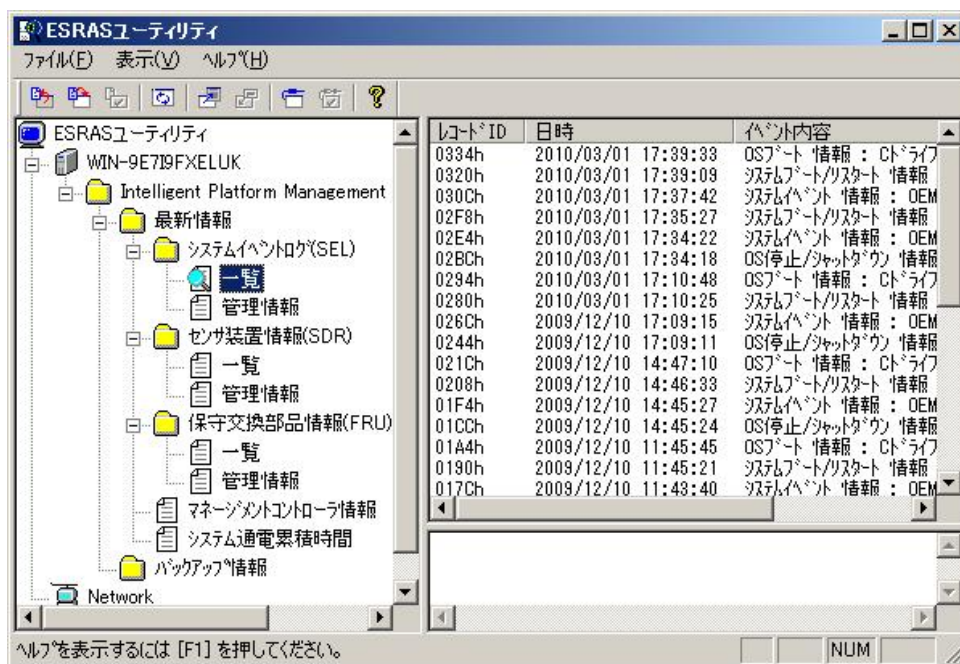 ESRASユーティリティ
ファイル(F) 表示(V) ヘルプ(H)
ESRASユーティリティ
WIN-9E7I9FXELUK
Intelligent Platform Management
最新情報
システムイベントログ(SEL)
一覧
管理情報
センサ装置情報(SDR)
一覧
管理情報
保守交換部品情報(FRU)
一覧
管理情報
マネージメントコントローラ情報
システム通電累積時間
バックアップ情報
Network
レコードID 日時 イベント内容
0334h 2010/03/01 17:39:33 OSブート 情報 : Cドライブ
0320h 2010/03/01 17:39:09 システムブート/リスタート 情報
030Ch 2010/03/01 17:37:42 システムイベント 情報 : OEM
02F8h 2010/03/01 17:35:27 システムブート/リスタート 情報
02E4h 2010/03/01 17:34:22 システムイベント 情報 : OEM
02BCh 2010/03/01 17:34:18 OS停止/シャットダウン 情報
0294h 2010/03/01 17:10:48 OSブート 情報 : Cドライブ
0280h 2010/03/01 17:10:25 システムブート/リスタート 情報
026Ch 2009/12/10 17:09:15 システムイベント 情報 : OEM
0244h 2009/12/10 17:09:11 OS停止/シャットダウン 情報
021Ch 2009/12/10 14:47:10 OSブート 情報 : Cドライブ
0208h 2009/12/10 14:46:33 システムブート/リスタート 情報
01F4h 2009/12/10 14:45:27 システムイベント 情報 : OEM
01CCh 2009/12/10 14:45:24 OS停止/シャットダウン 情報
01A4h 2009/12/10 11:45:45 OSブート 情報 : Cドライブ
0190h 2009/12/10 11:45:21 システムブート/リスタート 情報
017Ch 2009/12/10 11:43:40 システムイベント 情報 : OEM
ヘルプを表示するには [F1] を押してください。
NUM